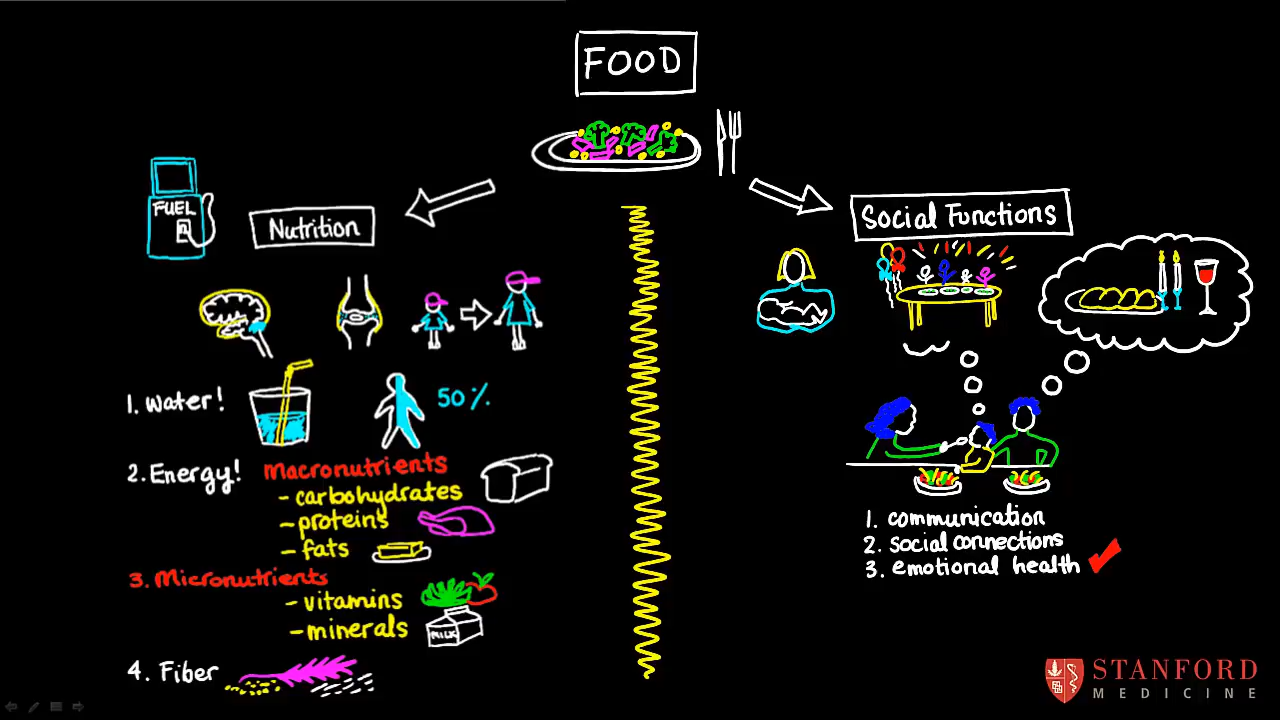 FOOD
FUEL
Nutrition
Social Functions
1. Water!
50%
2. Energy!
Macronutrients
- carbohydrates
- proteins
- fats
3. Micronutrients
- vitamins
- minerals
MILK
4. Fiber
1. communication
2. social connections
3. emotional health
STANFORD
MEDICINE